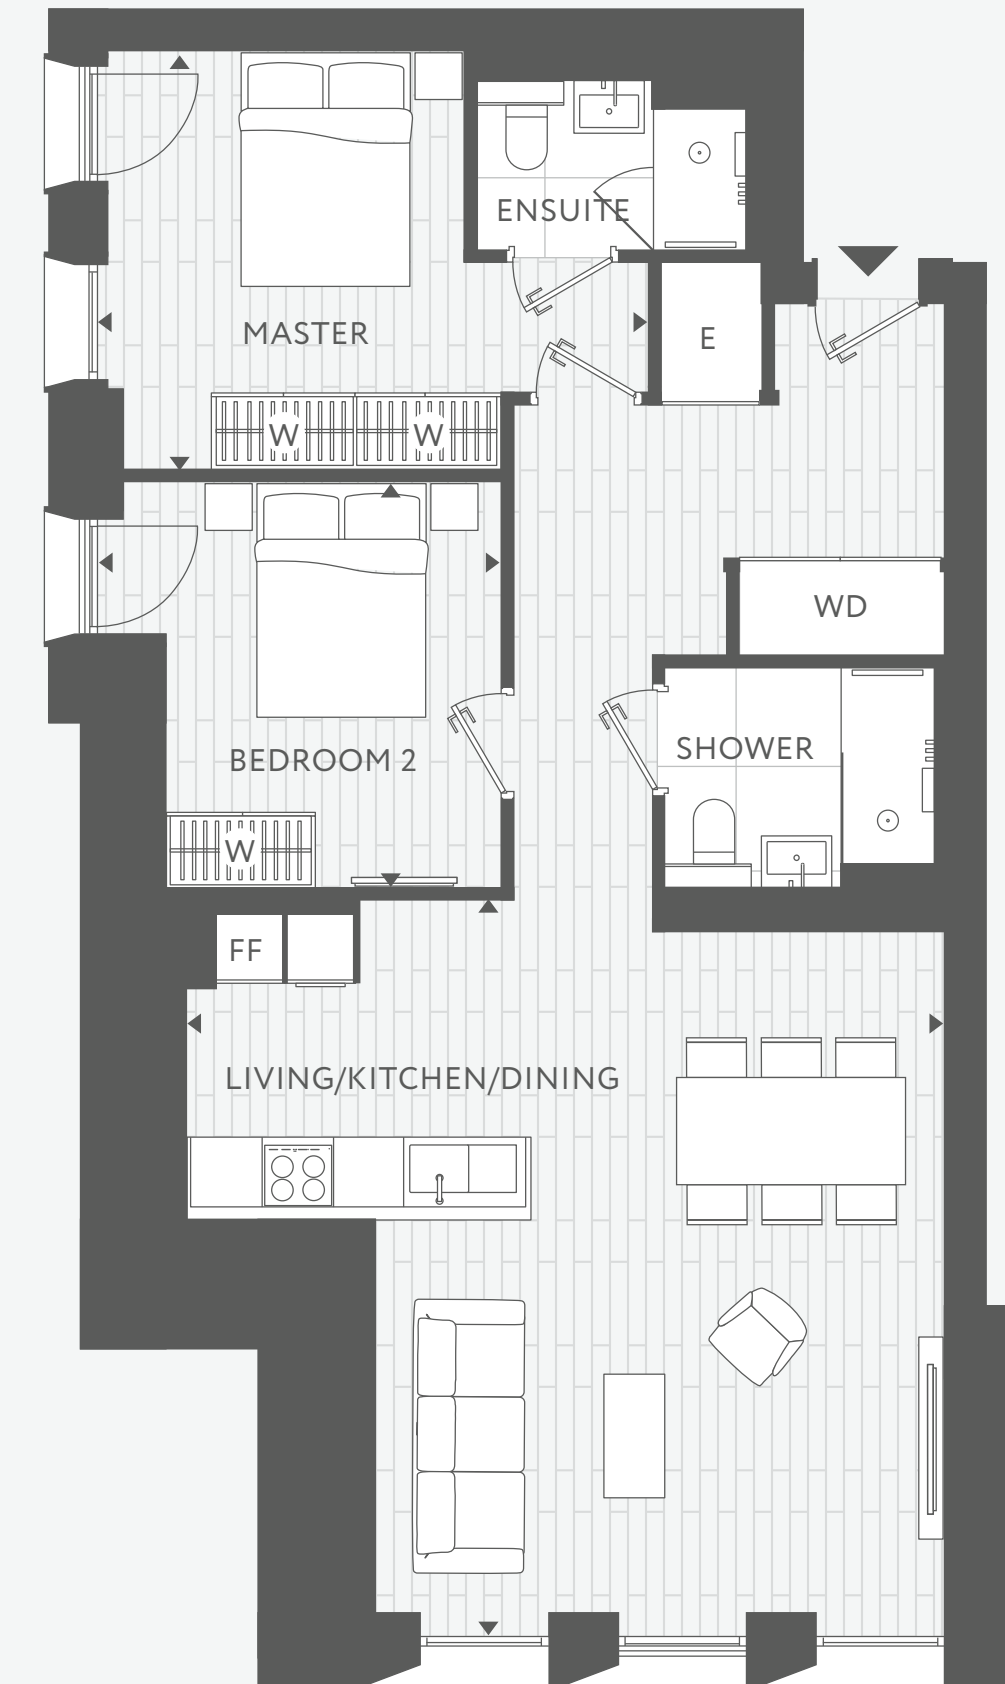 ENSUITE
MASTER
E
W
W
WD
SHOWER
BEDROOM 2
W
FF
LIVING/KITCHEN/DINING